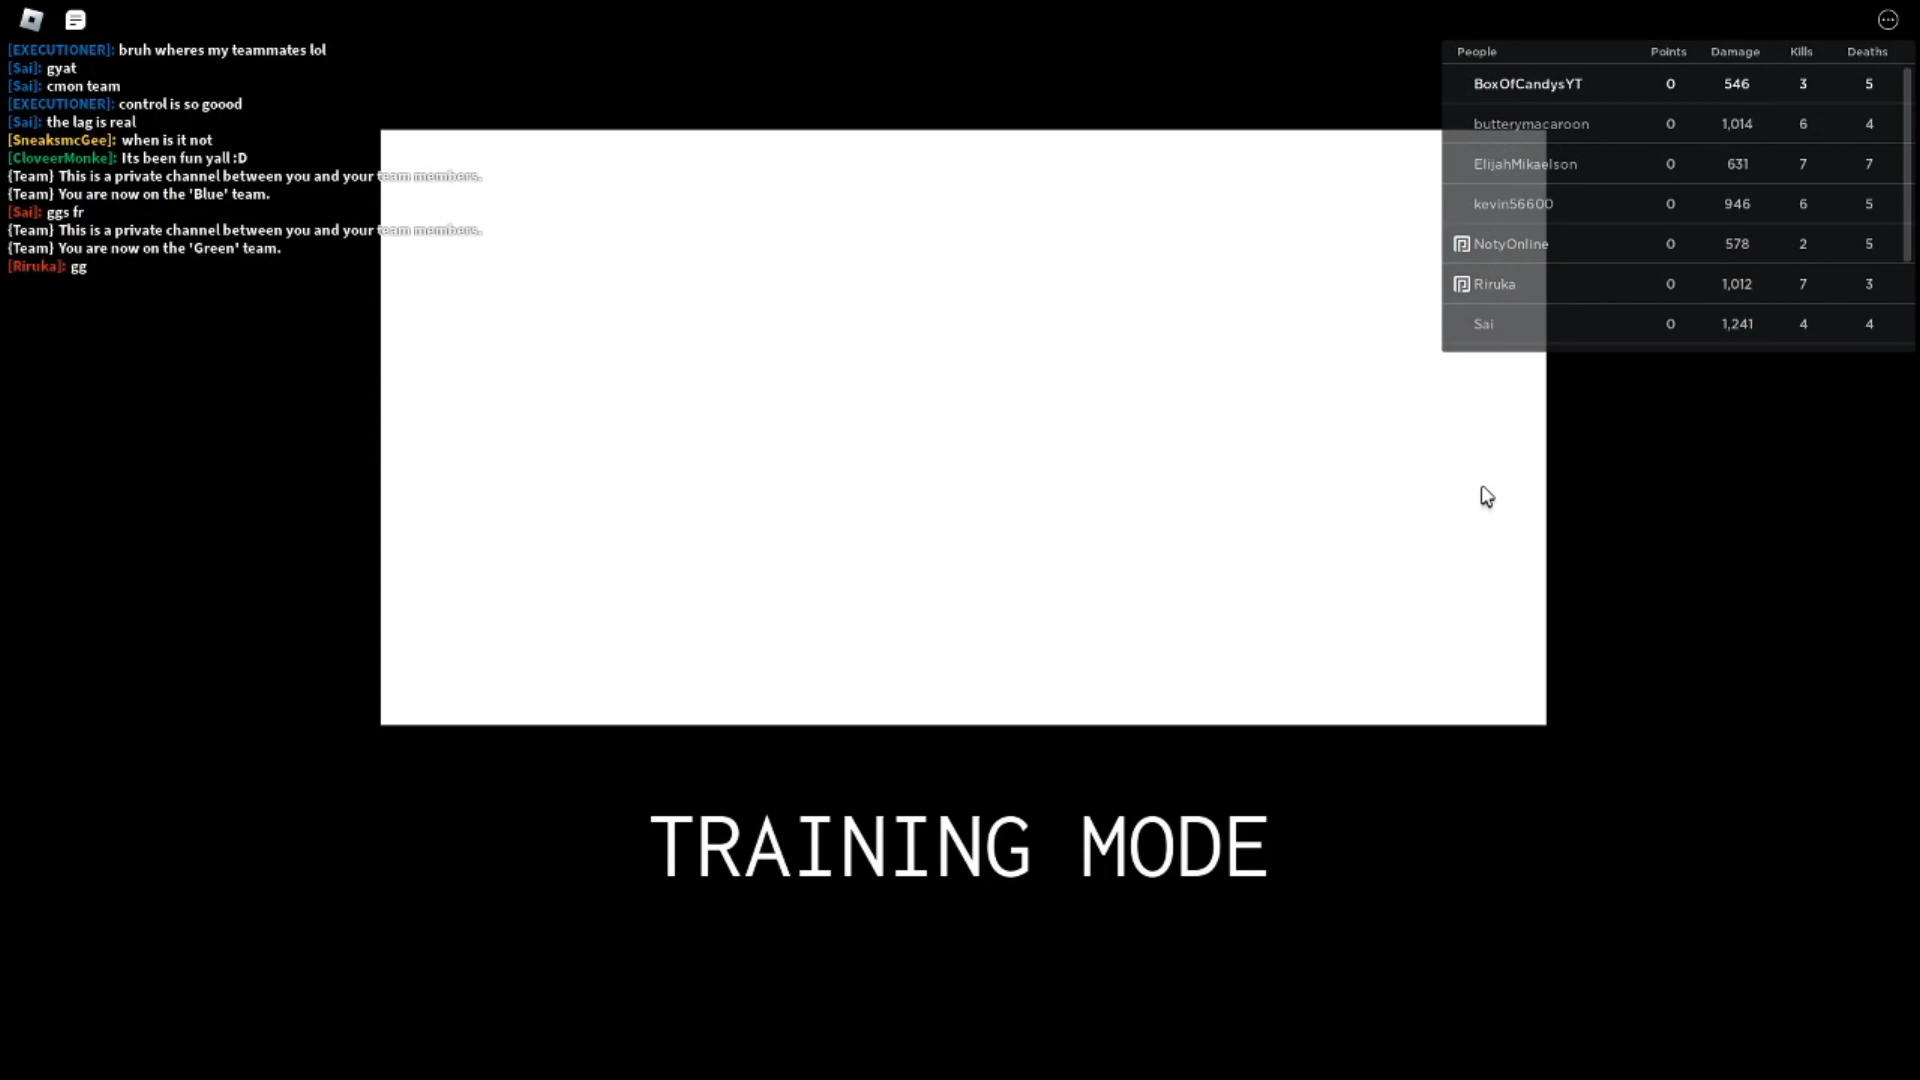 [EXECUTIONER]: bruh wheres my teammates lol
[Sai]: gyat
[Sai]: cmon team
[EXECUTIONER]: control is so goood
[Sai]: the lag is real
[SneaksmcGee]: when is it not
[CloveerMonke]: Its been fun yall :D
{Team} This is a private channel between you and your team members.
{Team} You are now on the 'Blue' team.
[Sai]: ggs fr
{Team} This is a private channel between you and your team members.
{Team} You are now on the 'Green' team.
[Riruka]: gg
People Points Damage Kills Deaths
BoxOfCandysYT 0 546 3 5
butterymacaroon 0 1,014 6 4
ElijahMikaelson 0 631 7 7
kevin56600 0 946 6 5
NotyOnline 0 578 2 5
Riruka 0 1,012 7 3
Sai 0 1,241 4 4
TRAINING MODE